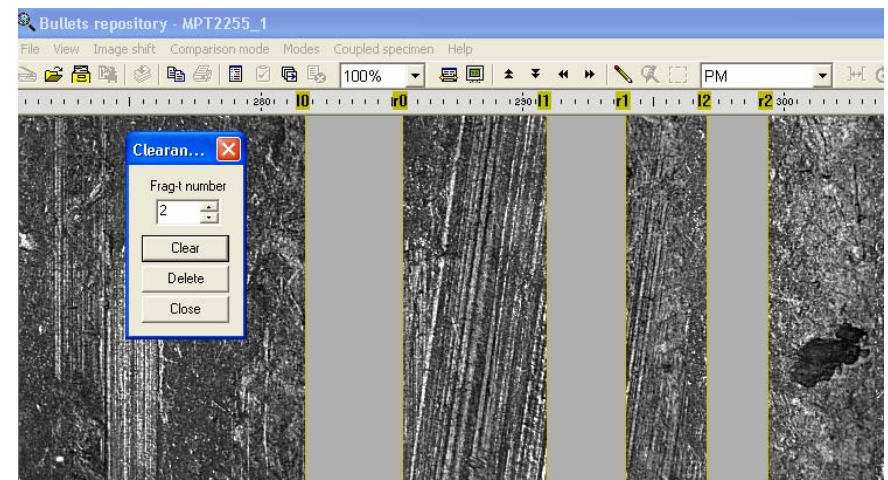 Bullets repository - MPT2255_1
File View Image shift Comparison mode Modes Coupled specimen Help
100% PM
280 l0 r0 290 l1 r1 l2 r2 300
Clearan...
Frag-t number
2
Clear
Delete
Close